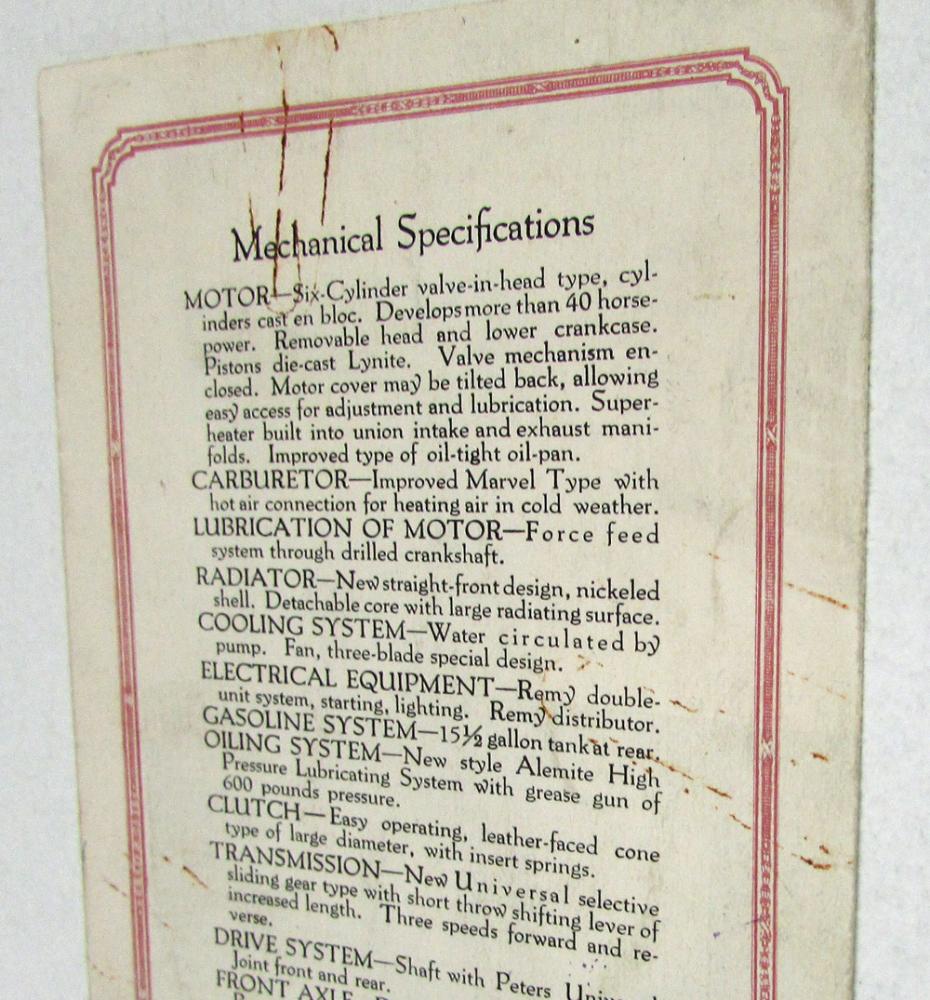 Mechanical Specifications
MOTOR—Six-Cylinder valve-in-head type, cyl-
inders cast en bloc. Develops more than 40 horse-
power. Removable head and lower crankcase.
Pistons die-cast Lynite. Valve mechanism en-
closed. Motor cover may be tilted back, allowing
easy access for adjustment and lubrication. Super-
heater built into union intake and exhaust mani-
folds. Improved type of oil-tight oil-pan.
CARBURETOR—Improved Marvel Type with
hot air connection for heating air in cold weather.
LUBRICATION OF MOTOR—Force feed
system through drilled crankshaft.
RADIATOR—New straight-front design, nickeled
shell. Detachable core with large radiating surface.
COOLING SYSTEM—Water circulated by
pump. Fan, three-blade special design.
ELECTRICAL EQUIPMENT—Remy double-
unit system, starting, lighting. Remy distributor.
GASOLINE SYSTEM—15½ gallon tank at rear.
OILING SYSTEM—New style Alemite High
Pressure Lubricating System with grease gun of
600 pounds pressure.
CLUTCH—Easy operating, leather-faced cone
type of large diameter, with insert springs.
TRANSMISSION—New Universal selective
sliding gear type with short throw shifting lever of
increased length. Three speeds forward and re-
verse.
DRIVE SYSTEM—Shaft with Peters
Joint front and rear.
FRONT AXLE